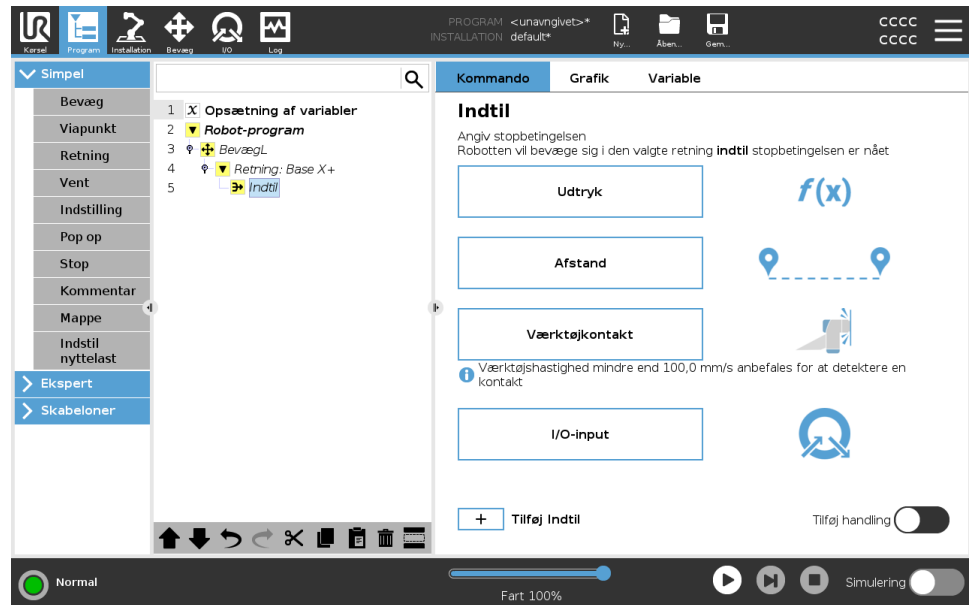 PROGRAM <unavngivet>*
INSTALLATION default*
Kørsel
Program
Installation
Bevæg
I/O
Log
Ny...
Åben...
Gem...
CCCC
CCCC
Simpel
Bevæg
Viapunkt
Retning
Vent
Indstilling
Pop op
Stop
Kommentar
Mappe
Indstil
nyttelast
Ekspert
Skabeloner
1 X Opsætning af variabler
2 Robot-program
3 BevægL
4 Retning: Base X+
5 Indtil
Kommando
Grafik
Variable
Indtil
Angiv stopbetingelsen
Robotten vil bevæge sig i den valgte retning indtil stopbetingelsen er nået
Udtryk
f(x)
Afstand
Værktøjkontakt
Værktøjshastighed mindre end 100,0 mm/s anbefales for at detektere en
kontakt
I/O-input
+ Tilføj Indtil
Tilføj handling
Normal
Fart 100%
Simulering